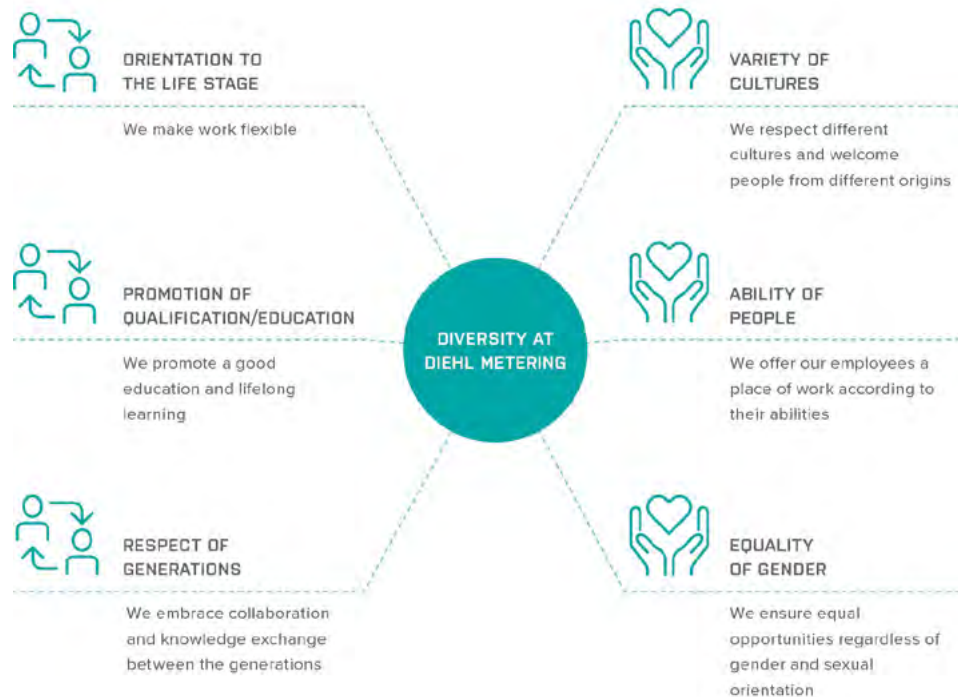 ORIENTATION TO
THE LIFE STAGE
We make work flexible
PROMOTION OF
QUALIFICATION/EDUCATION
We promote a good
education and lifelong
learning
RESPECT OF
GENERATIONS
We embrace collaboration
and knowledge exchange
between the generations
DIVERSITY AT
DIEHL METERING
VARIETY OF
CULTURES
We respect different
cultures and welcome
people from different origins
ABILITY OF
PEOPLE
We offer our employees a
place of work according to
their abilities
EQUALITY
OF GENDER
We ensure equal
opportunities regardless of
gender and sexual
orientation